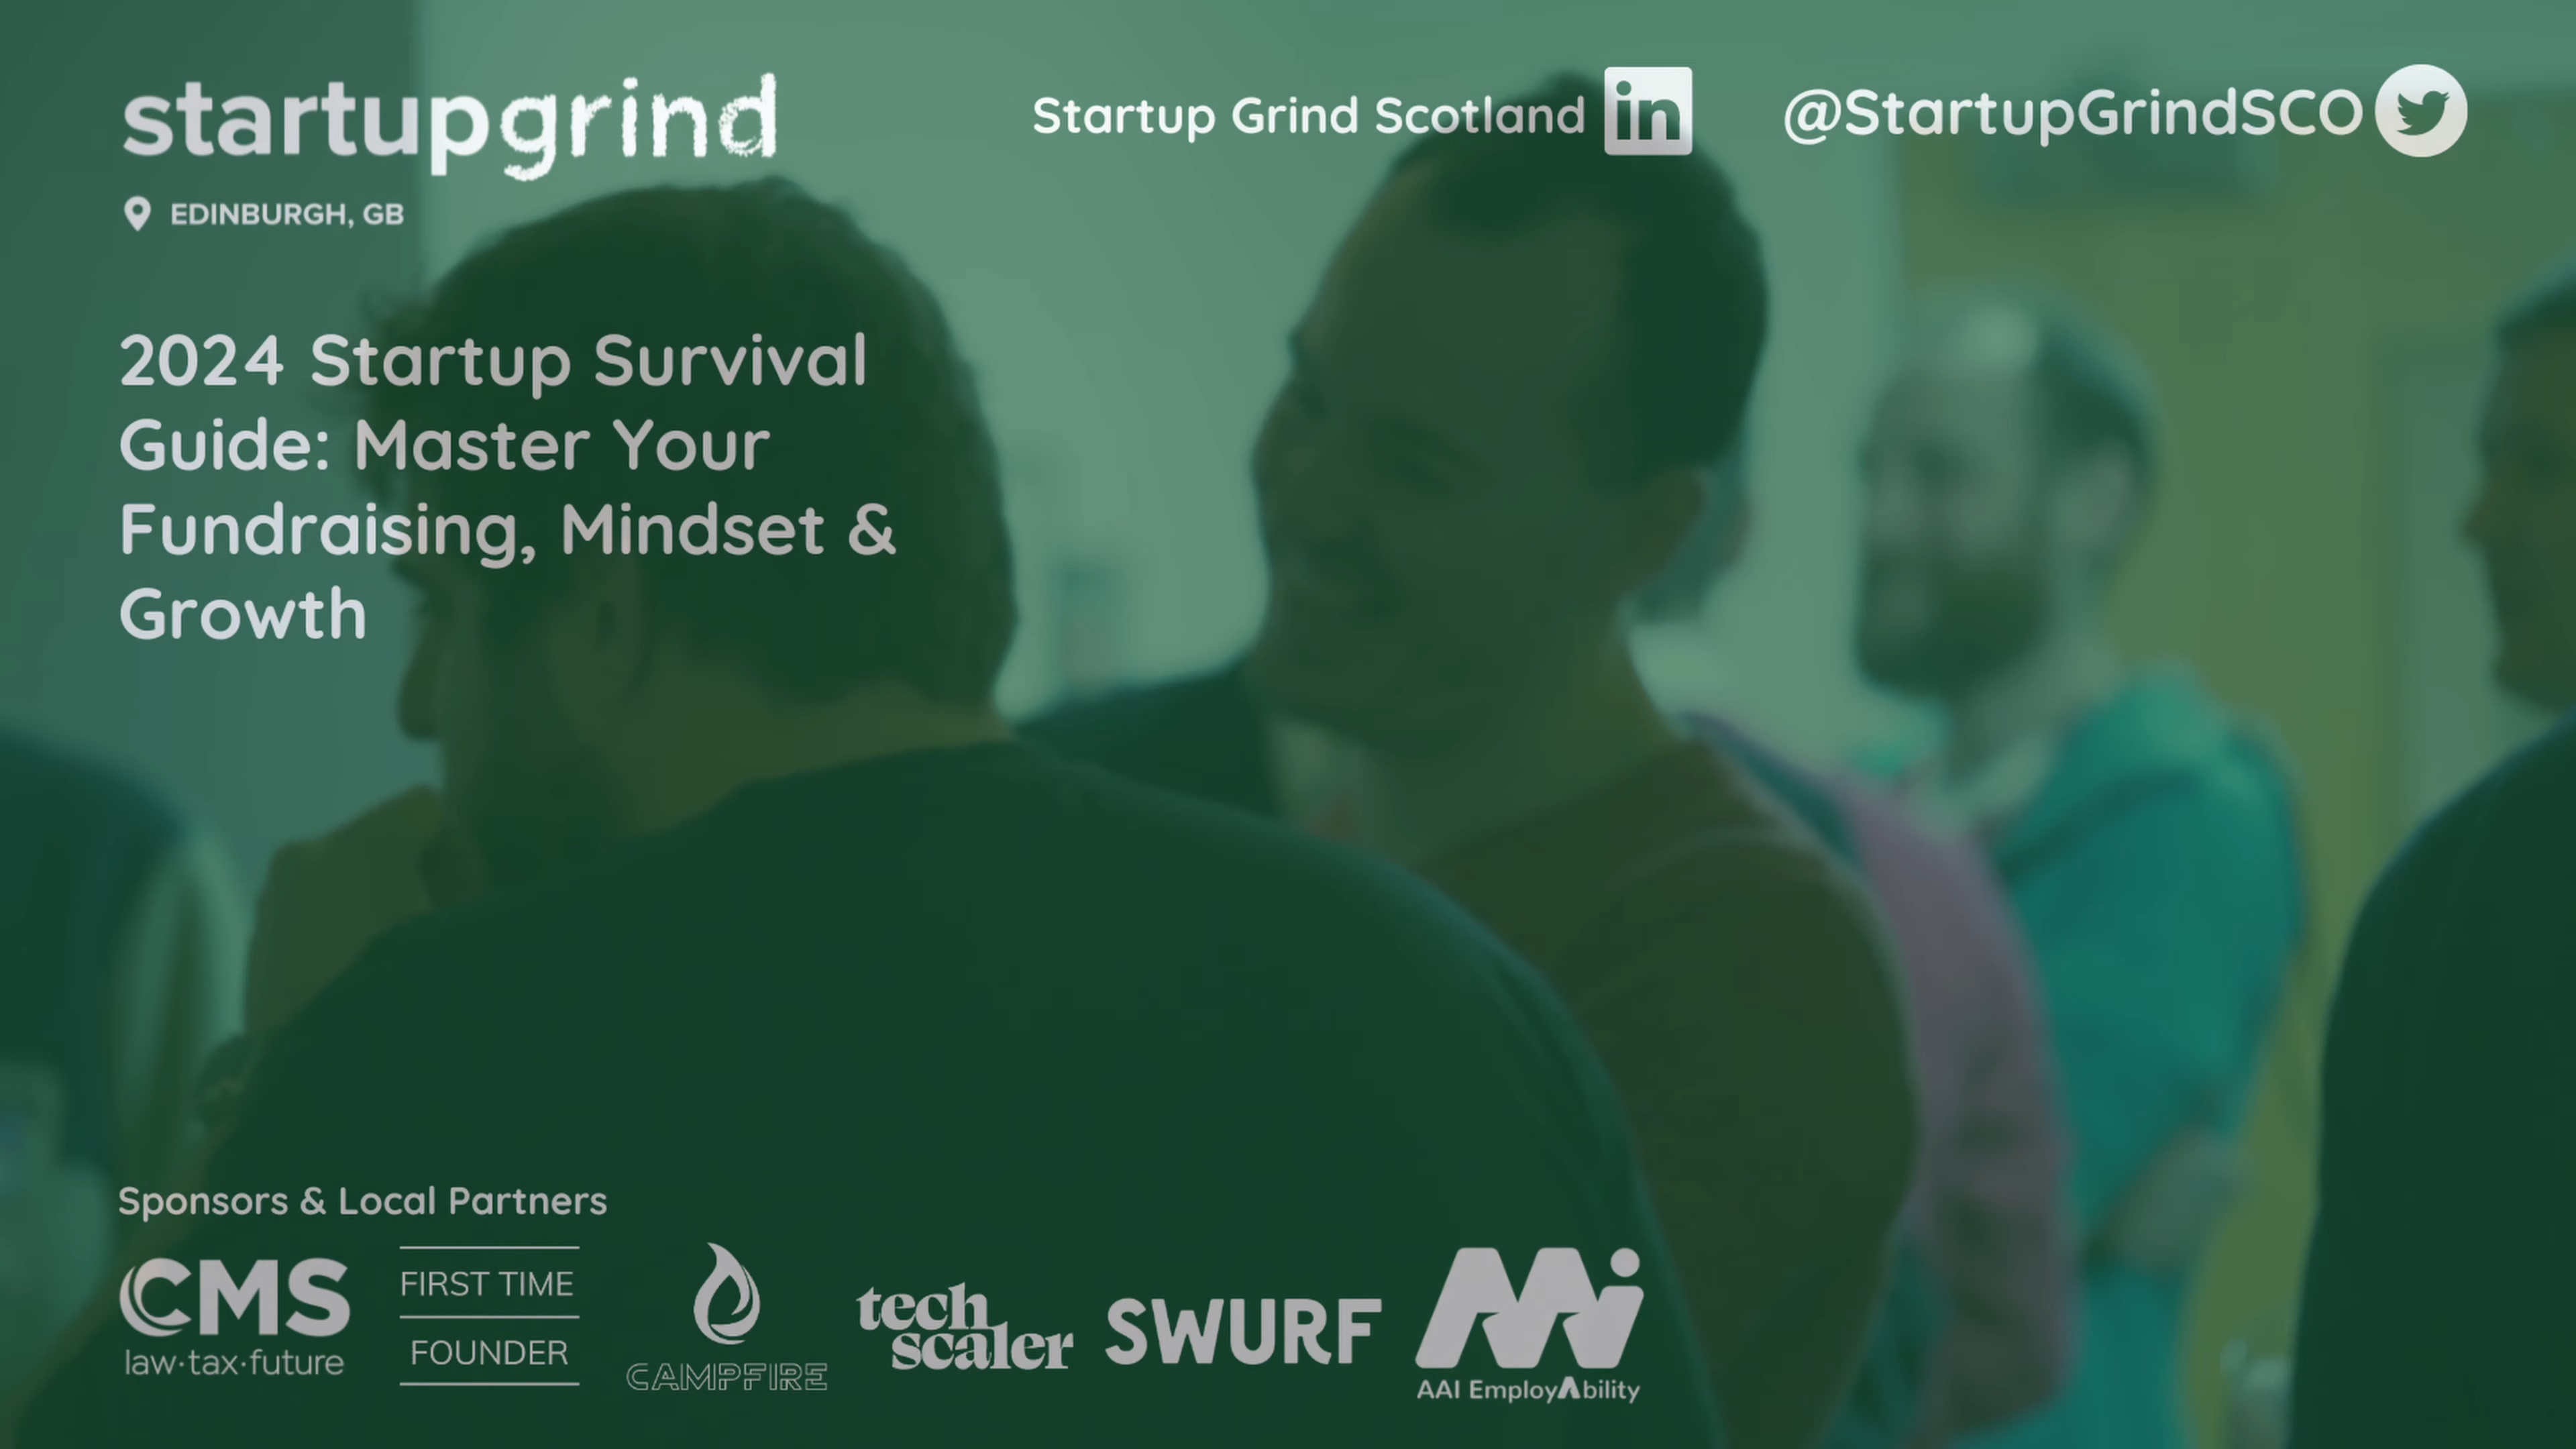 startupgrind
EDINBURGH, GB
Startup Grind Scotland in
@StartupGrindSCO
2024 Startup Survival
Guide: Master Your
Fundraising, Mindset &
Growth
Sponsors & Local Partners
CMS
law·tax·future
FIRST TIME
FOUNDER
CAMPFIRE
tech
scaler
SWURF
AAI EmployAbility